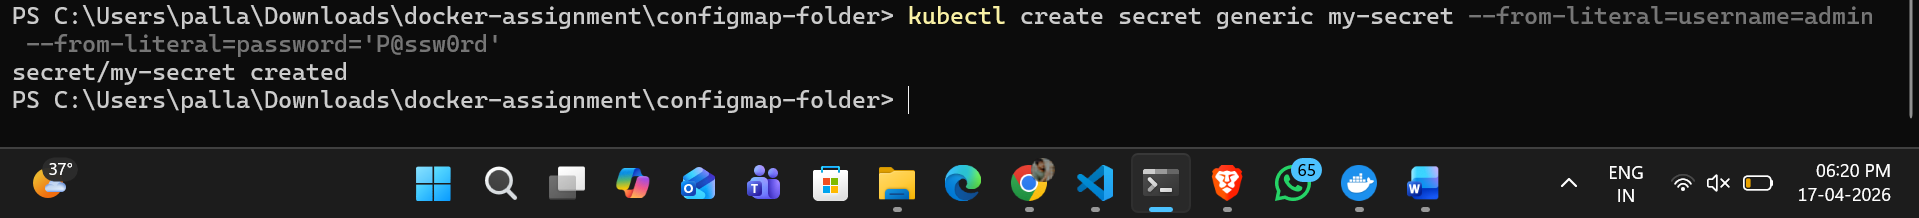 PS C:\Users\palla\Downloads\docker-assignment\configmap-folder> kubectl create secret generic my-secret --from-literal=username=admin
--from-literal=password='P@ssw0rd'
secret/my-secret created
PS C:\Users\palla\Downloads\docker-assignment\configmap-folder>
37°
O
T
65
W
ENG
IN
06:20 PM
17-04-2026